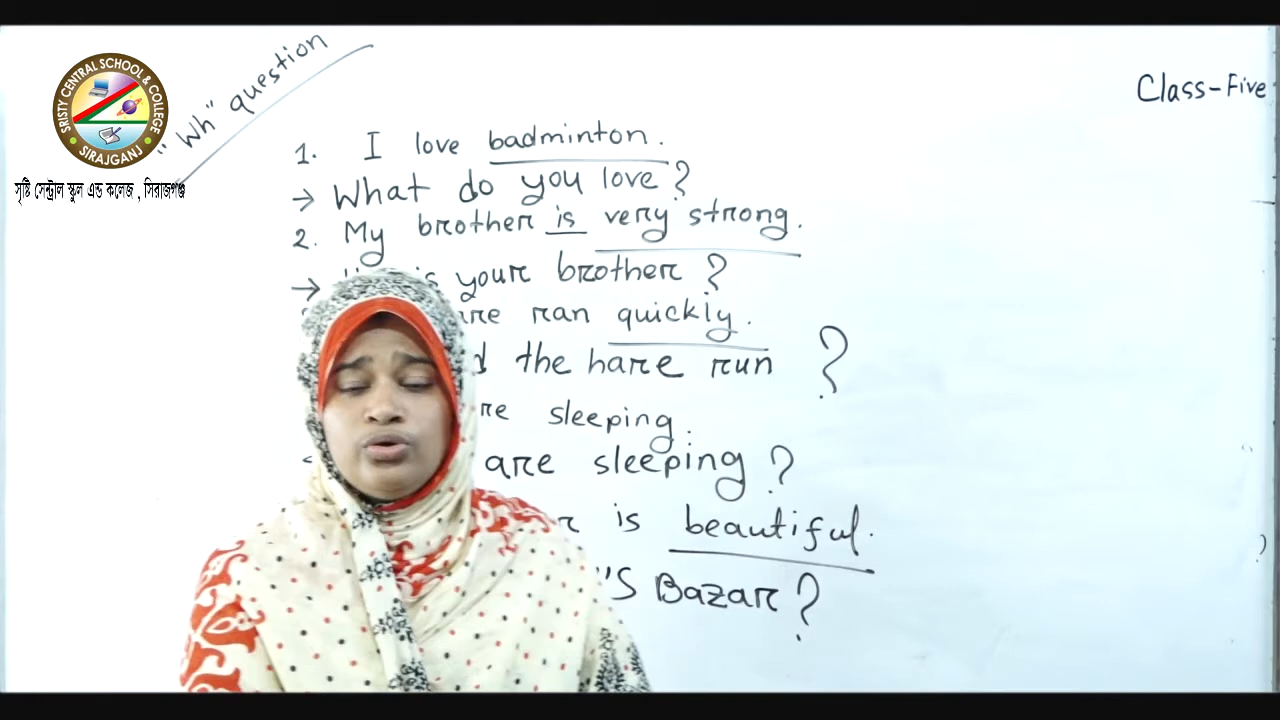 SRISTY CENTRAL SCHOOL & COLLEGE
SIRAJGANJ
সৃষ্টি সেন্ট্রাল স্কুল এন্ড কলেজ , সিরাজগঞ্জ
"Wh" question
Class-Five
1. I love badminton.
→ What do you love?
2. My brother is very strong.
→ is your brother?
ran quickly.
the hare run ?
sleeping.
are sleeping?
is beautiful.
Bazar?